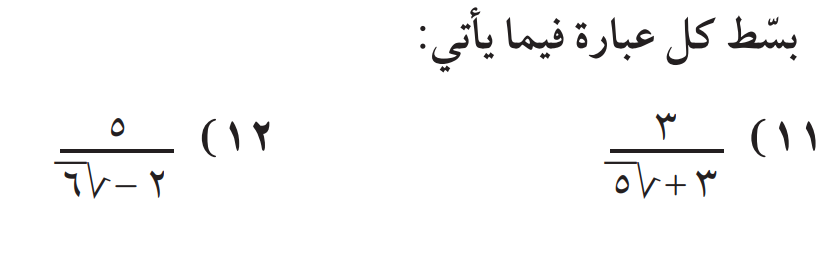 بسّط كل عبارة فيما يأتي:
١١) ٣ / (٣ + √٥)
١٢) ٥ / (٢ − √٦)